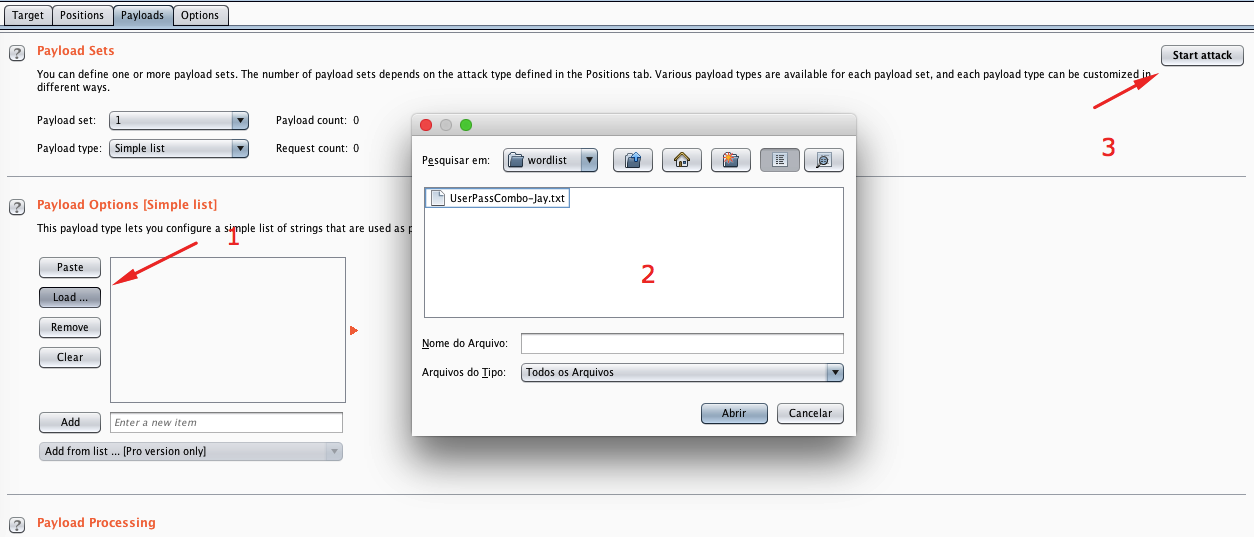 Target Positions Payloads Options
? Payload Sets
Start attack
You can define one or more payload sets. The number of payload sets depends on the attack type defined in the Positions tab. Various payload types are available for each payload set, and each payload type can be customized in
different ways.
Payload set: 1 Payload count: 0
Payload type: Simple list Request count: 0
3
Pesquisar em: wordlist
UserPassCombo-Jay.txt
2
Nome do Arquivo:
Arquivos do Tipo: Todos os Arquivos
Abrir Cancelar
? Payload Options [Simple list]
This payload type lets you configure a simple list of strings that are used as p
1
Paste
Load ...
Remove
Clear
Add Enter a new item
Add from list ... [Pro version only]
? Payload Processing